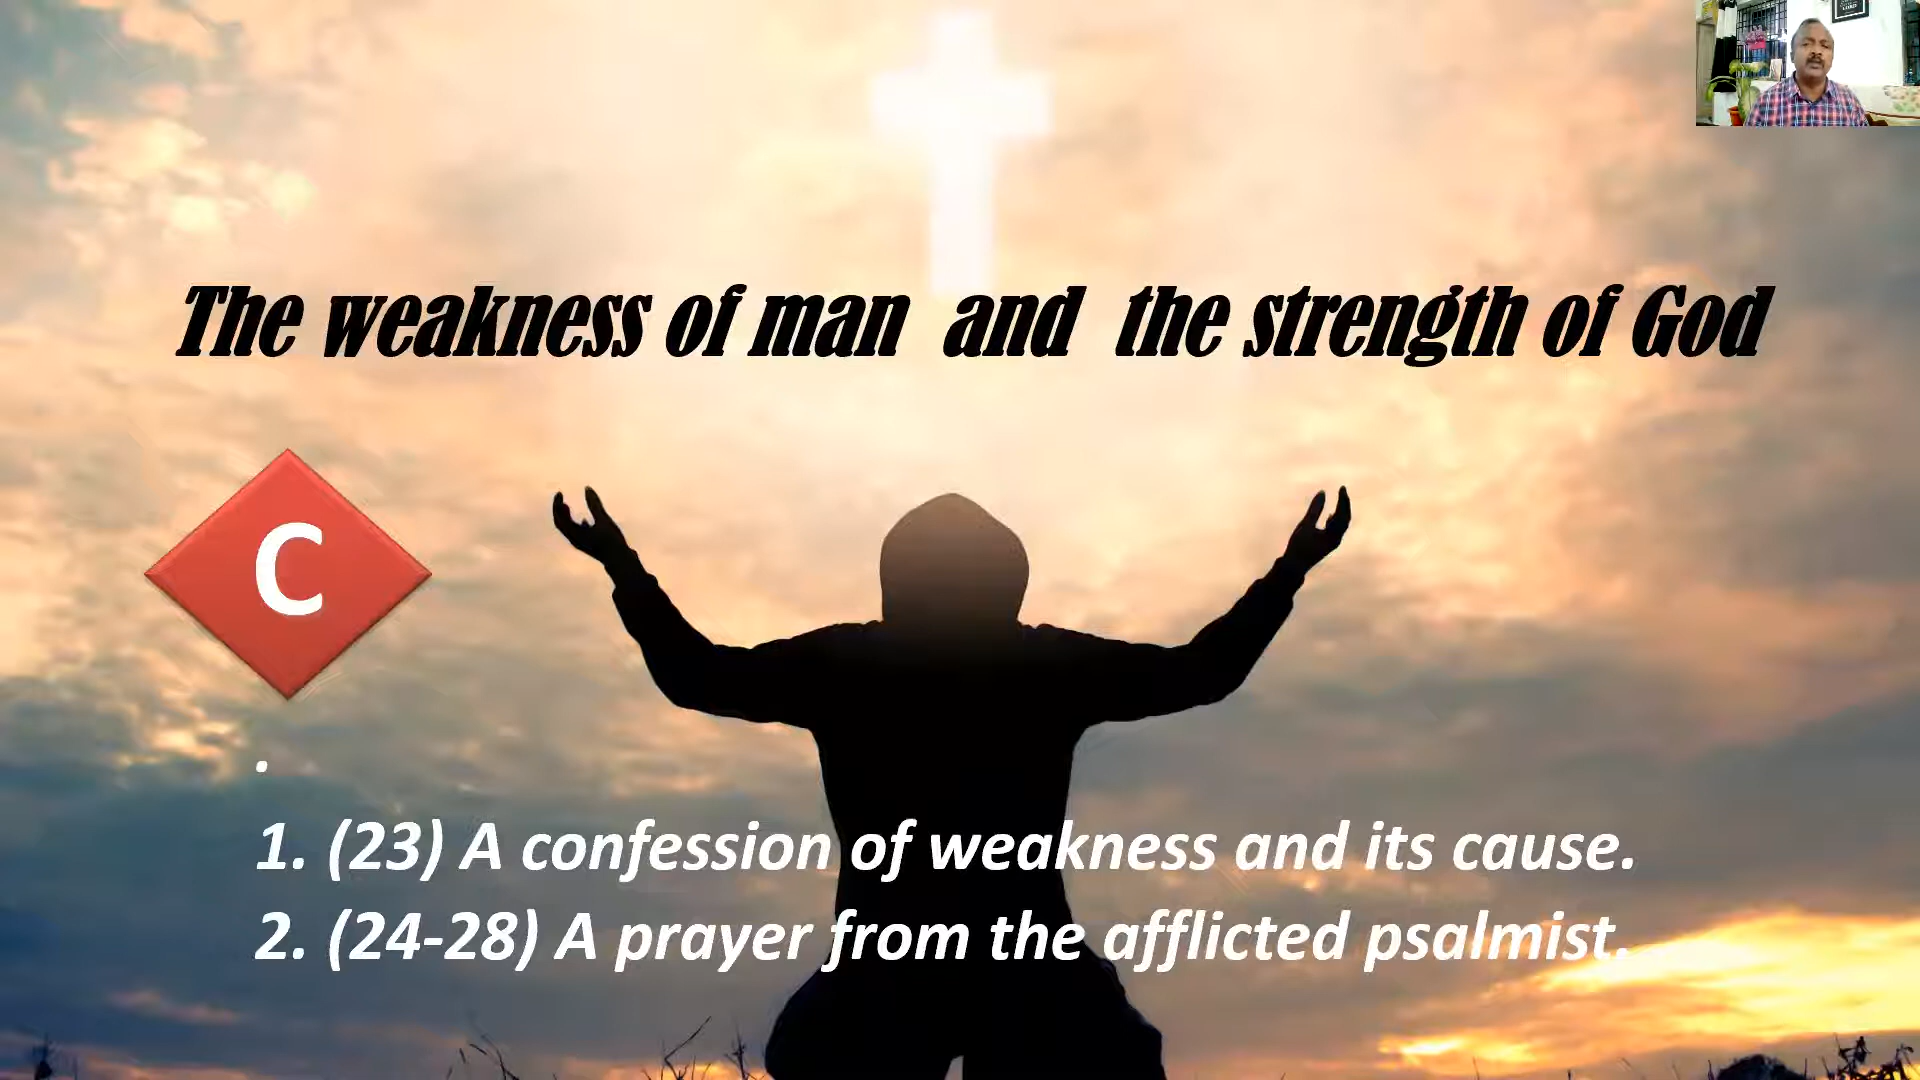 The weakness of man and the strength of God
C
.
1. (23) A confession of weakness and its cause.
2. (24-28) A prayer from the afflicted psalmist.